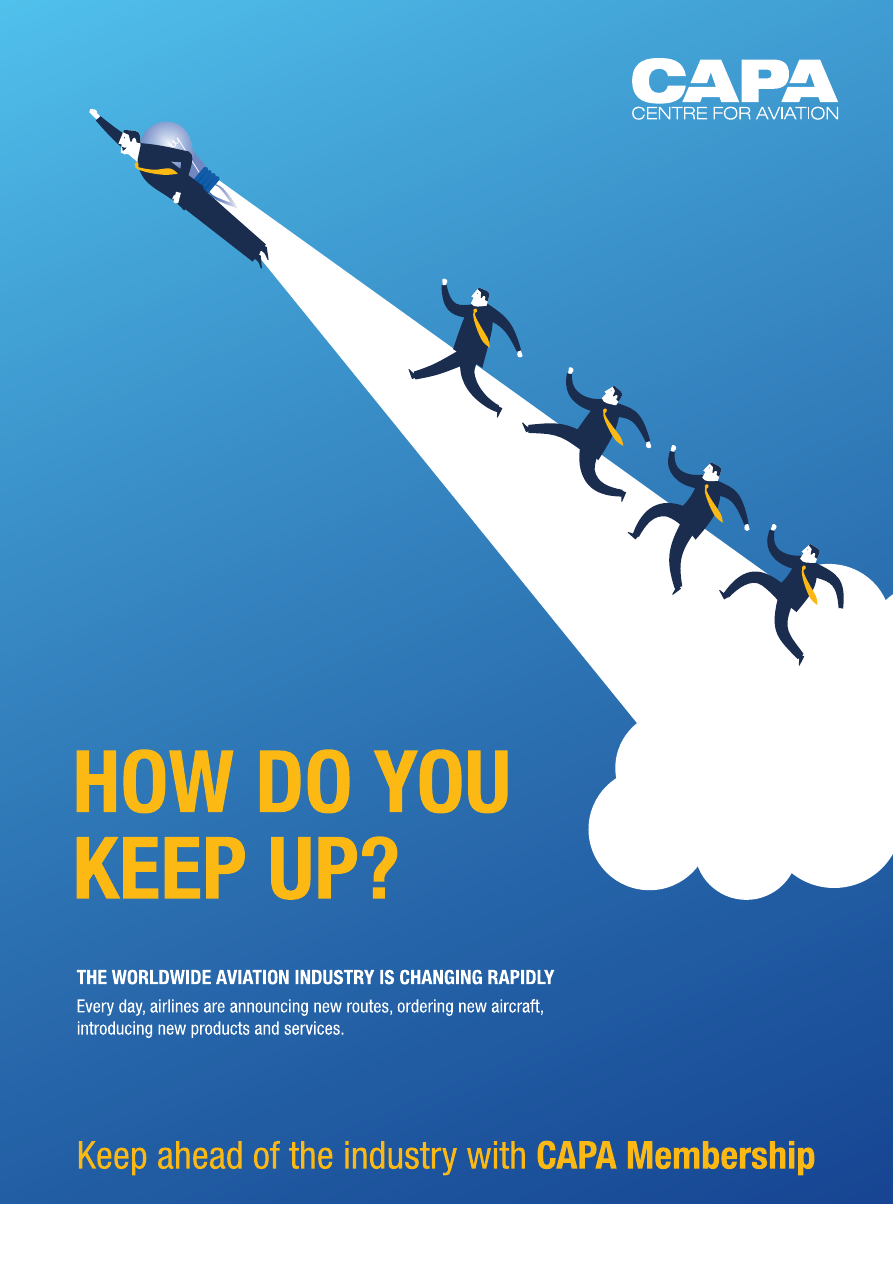 CAPA
CENTRE FOR AVIATION
HOW DO YOU
KEEP UP?
THE WORLDWIDE AVIATION INDUSTRY IS CHANGING RAPIDLY
Every day, airlines are announcing new routes, ordering new aircraft,
introducing new products and services.
Keep ahead of the industry with CAPA Membership